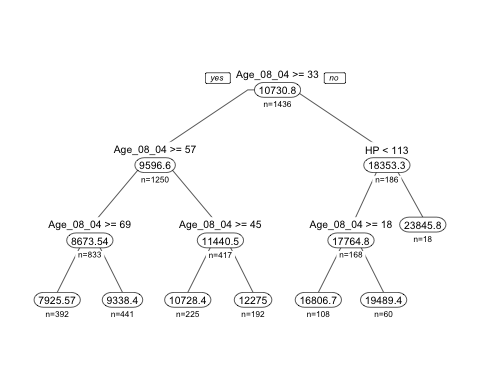 Age_08_04 >= 33
yes
no
10730.8
n=1436
Age_08_04 >= 57
HP < 113
9596.6
18353.3
n=1250
n=186
Age_08_04 >= 69
Age_08_04 >= 45
Age_08_04 >= 18
23845.8
8673.54
11440.5
17764.8
n=18
n=833
n=417
n=168
7925.57
9338.4
10728.4
12275
16806.7
19489.4
n=392
n=441
n=225
n=192
n=108
n=60